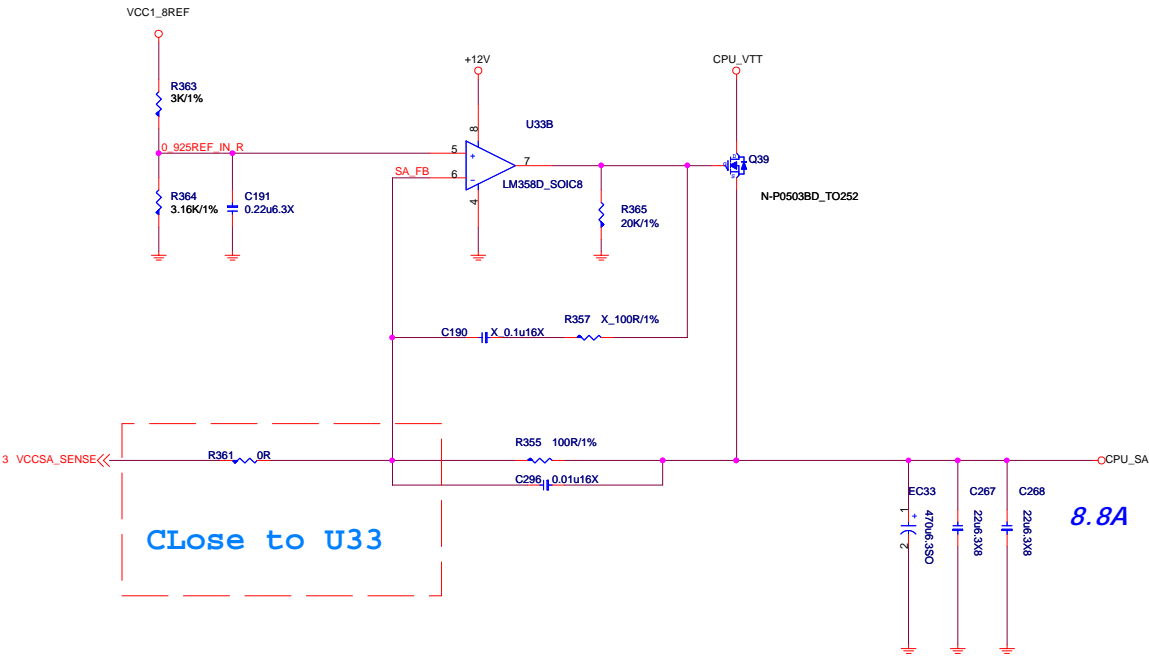 VCC1_8REF
R363
3K/1%
+12V
CPU_VTT
U33B
8
0_925REF_IN_R
5
+
7
Q39
D
G
S
SA_FB
6
-
LM358D_SOIC8
4
N-P0503BD_TO252
R364
3.16K/1%
C191
0.22u6.3X
R365
20K/1%
R357 X_100R/1%
C190 X_0.1u16X
R355 100R/1%
3 VCCSA_SENSE
R361 0R
CPU_SA
C296 0.01u16X
EC33
C267
C268
1
+
2
470u6.3SO
22u6.3X8
22u6.3X8
8.8A
CLose to U33